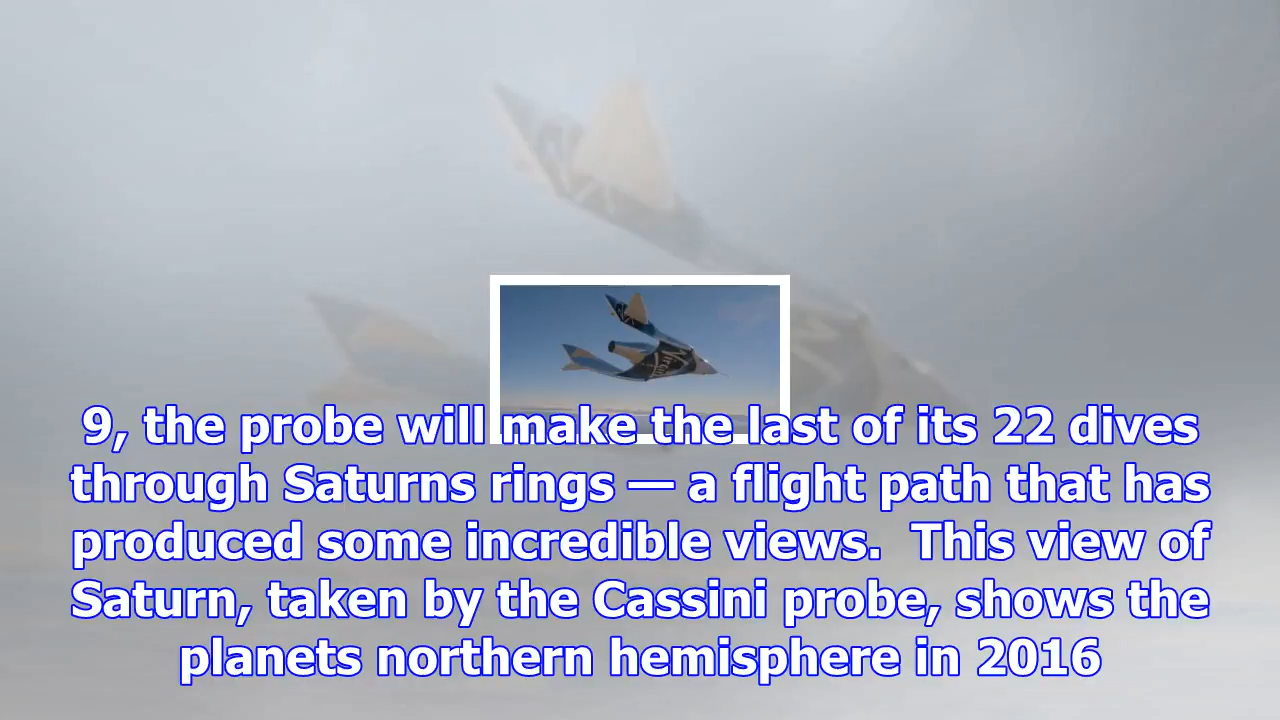 Virgin
9, the probe will make the last of its 22 dives
through Saturns rings — a flight path that has
produced some incredible views.  This view of
Saturn, taken by the Cassini probe, shows the
planets northern hemisphere in 2016